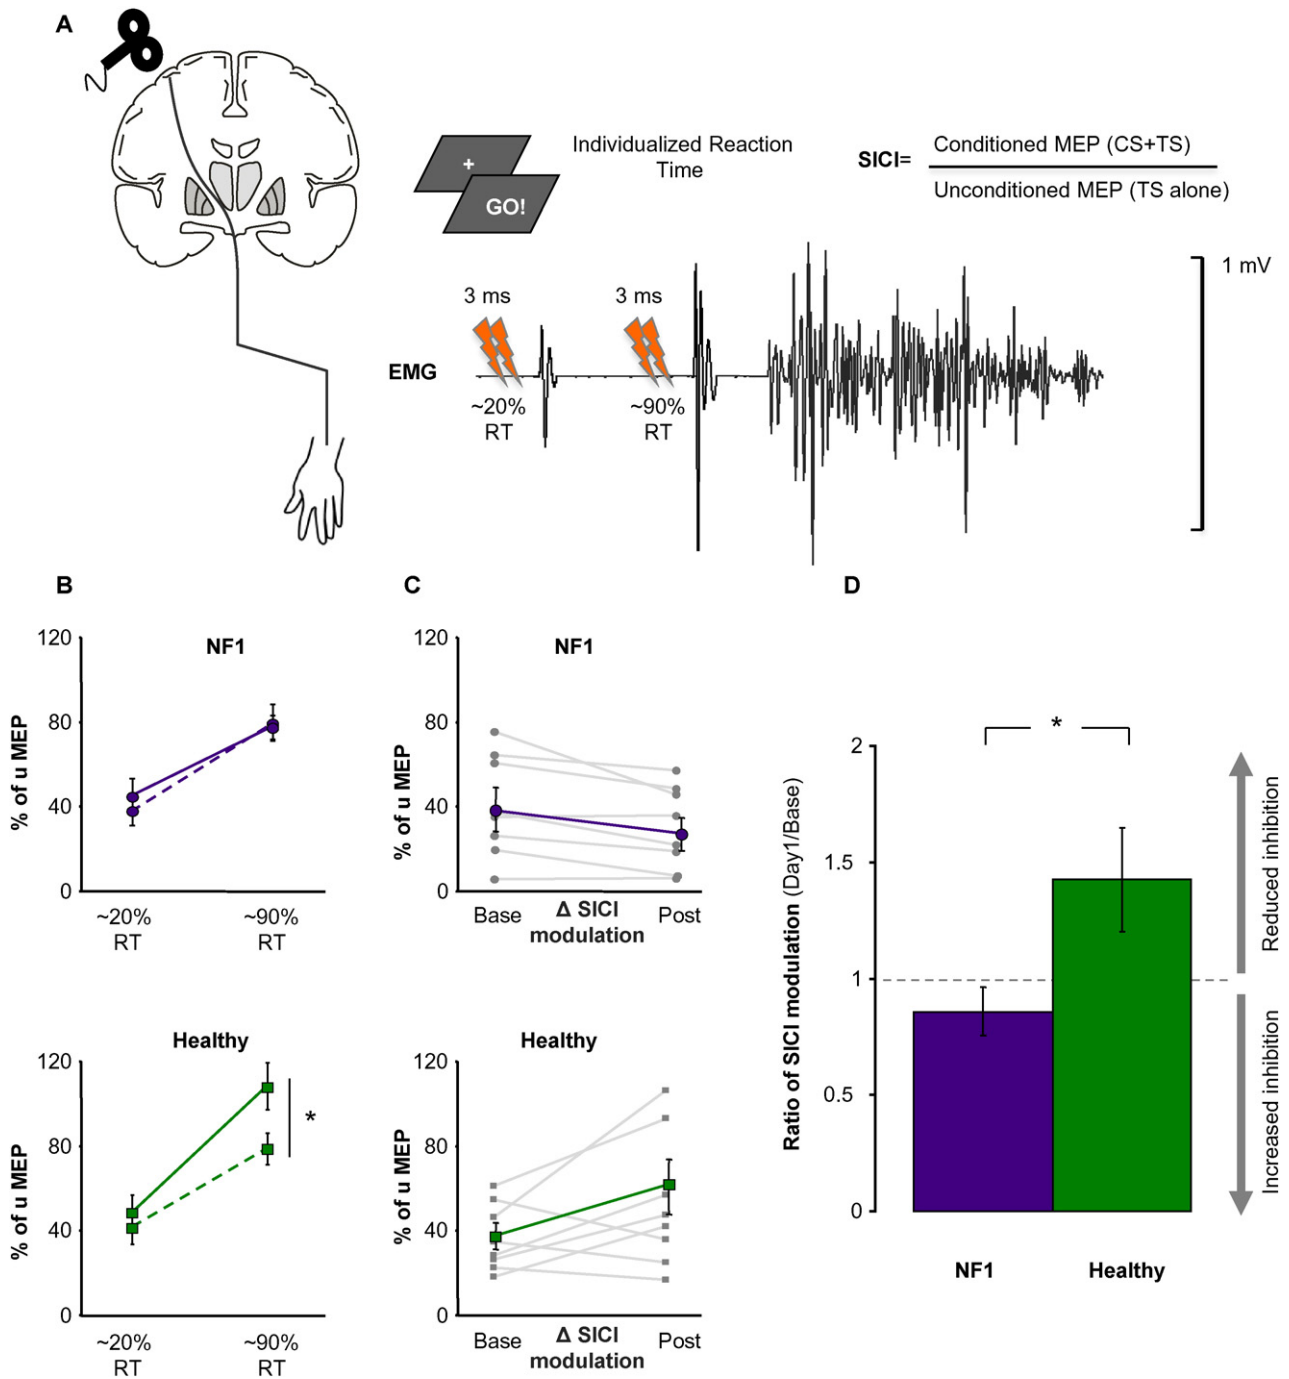 A
+
GO!
Individualized Reaction
Time
SICI=
Conditioned MEP (CS+TS)
Unconditioned MEP (TS alone)
1 mV
3 ms
3 ms
EMG
~20%
RT
~90%
RT
B
NF1
% of u MEP
120
80
40
0
~20%
RT
~90%
RT
Healthy
% of u MEP
120
80
40
0
*
~20%
RT
~90%
RT
C
NF1
% of u MEP
120
80
40
0
Base
Δ SICI
modulation
Post
Healthy
% of u MEP
120
80
40
0
Base
Δ SICI
modulation
Post
D
*
Ratio of SICI modulation (Day1/Base)
2
1.5
1
0.5
0
NF1
Healthy
Reduced inhibition
Increased inhibition